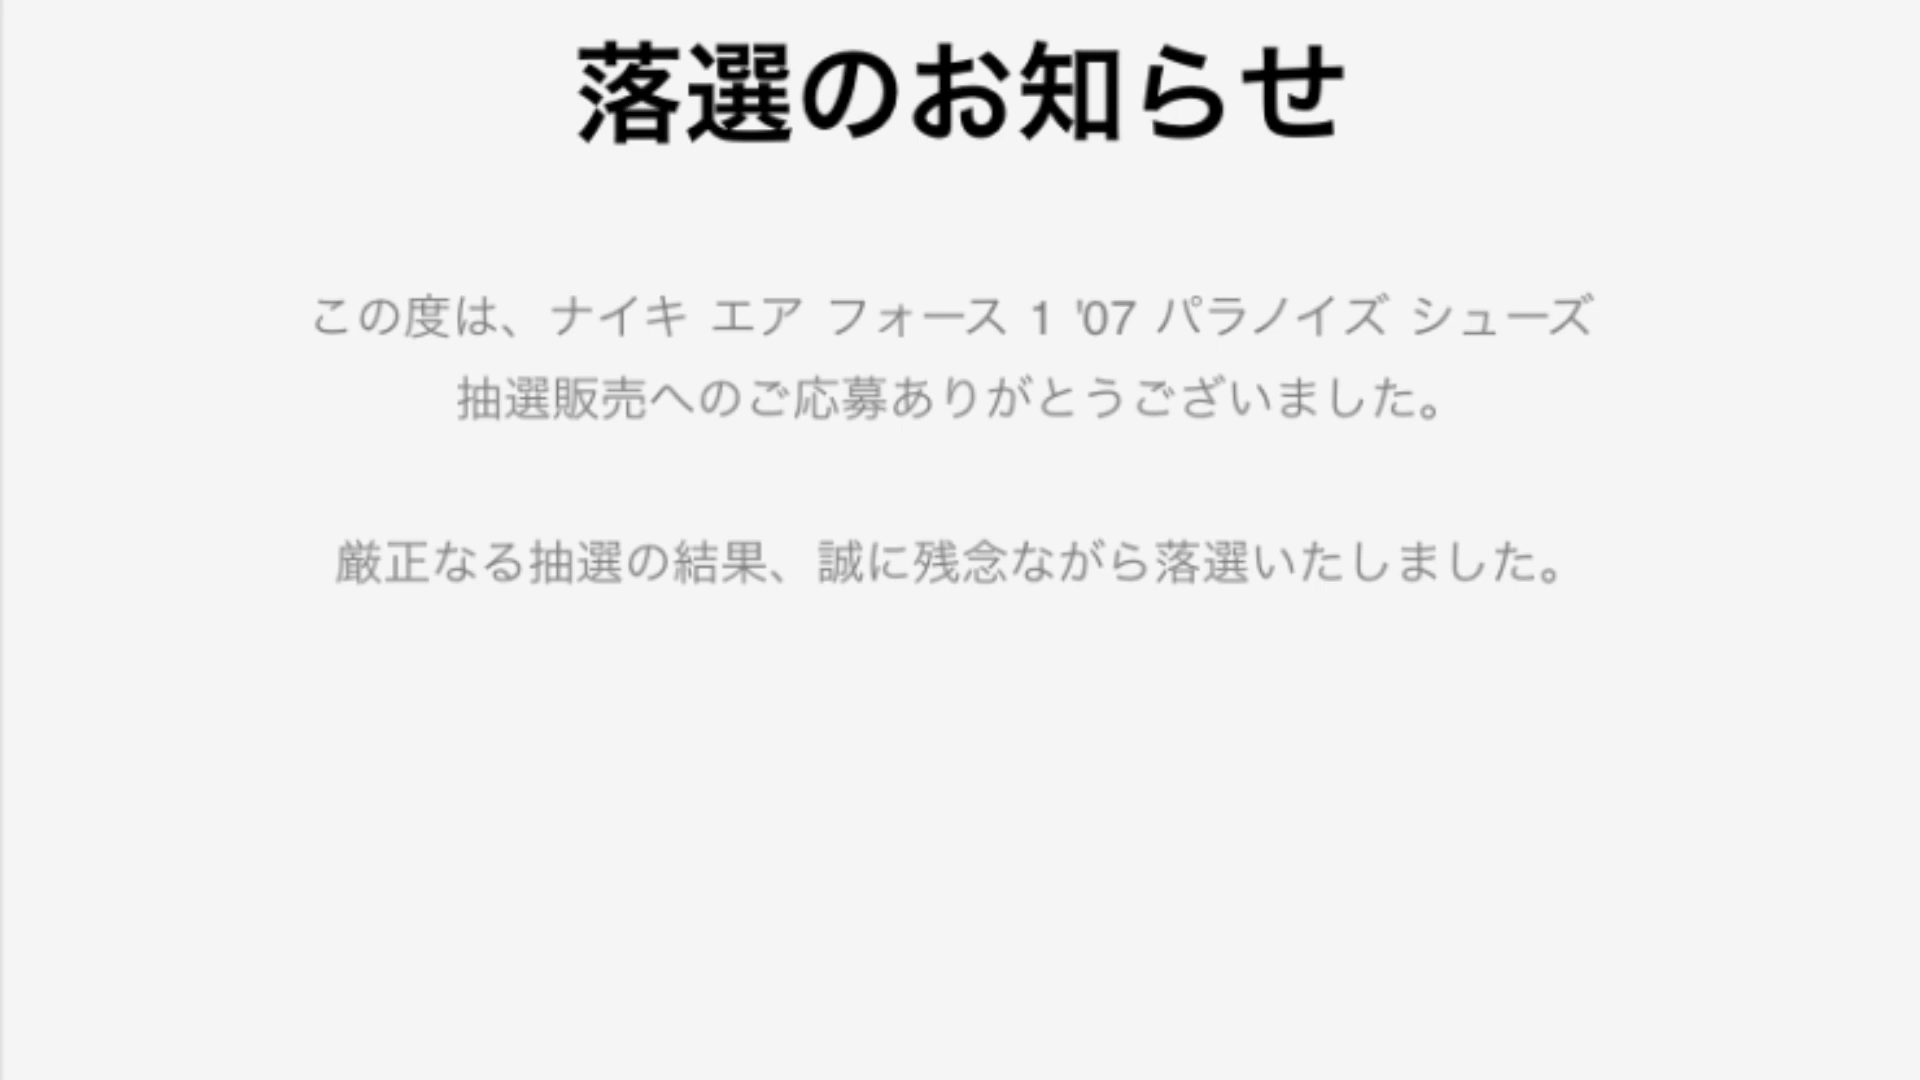 落選のお知らせ
この度は、ナイキ エア フォース 1 '07 パラノイズ シューズ
抽選販売へのご応募ありがとうございました。
厳正なる抽選の結果、誠に残念ながら落選いたしました。